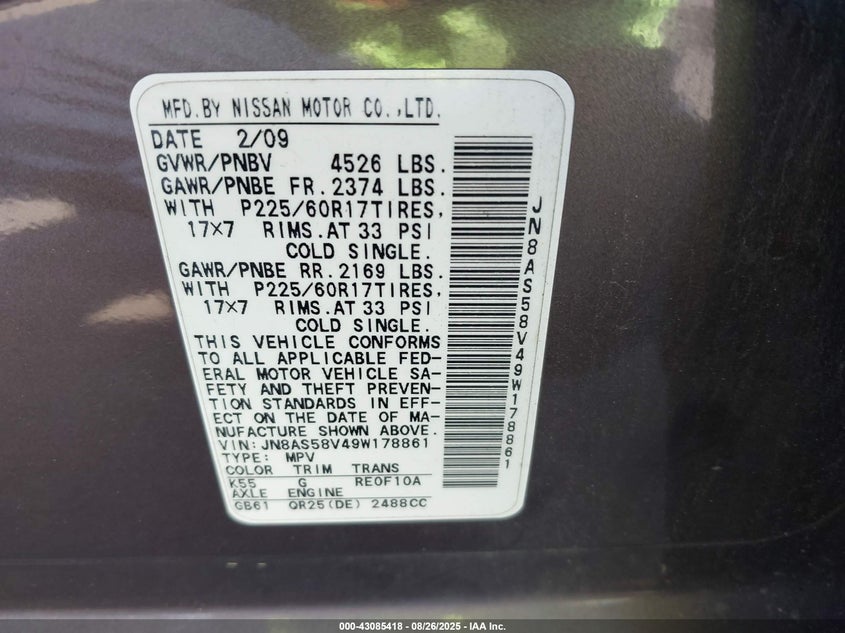 MFD.BY NISSAN MOTOR CO.,LTD.
DATE 2/09
GVWR/PNBV 4526 LBS.
GAWR/PNBE FR.2374 LBS.
WITH P225/60R17TIRES,
17X7 RIMS.AT 33 PSI
COLD SINGLE.
GAWR/PNBE RR.2169 LBS.
WITH P225/60R17TIRES,
17X7 RIMS.AT 33 PSI
COLD SINGLE.
THIS VEHICLE CONFORMS
TO ALL APPLICABLE FED-
ERAL MOTOR VEHICLE SA-
FETY AND THEFT PREVEN-
TION STANDARDS IN EFF-
ECT ON THE DATE OF MA-
NUFACTURE SHOWN ABOVE.
VIN: JN8AS58V49W178861
TYPE: MPV
COLOR TRIM TRANS
K55 G RE0F10A
AXLE ENGINE
GB61 QR25(DE) 2488CC
JN8AS58V49W178861
000-43085418 - 08/26/2025 - IAA Inc.